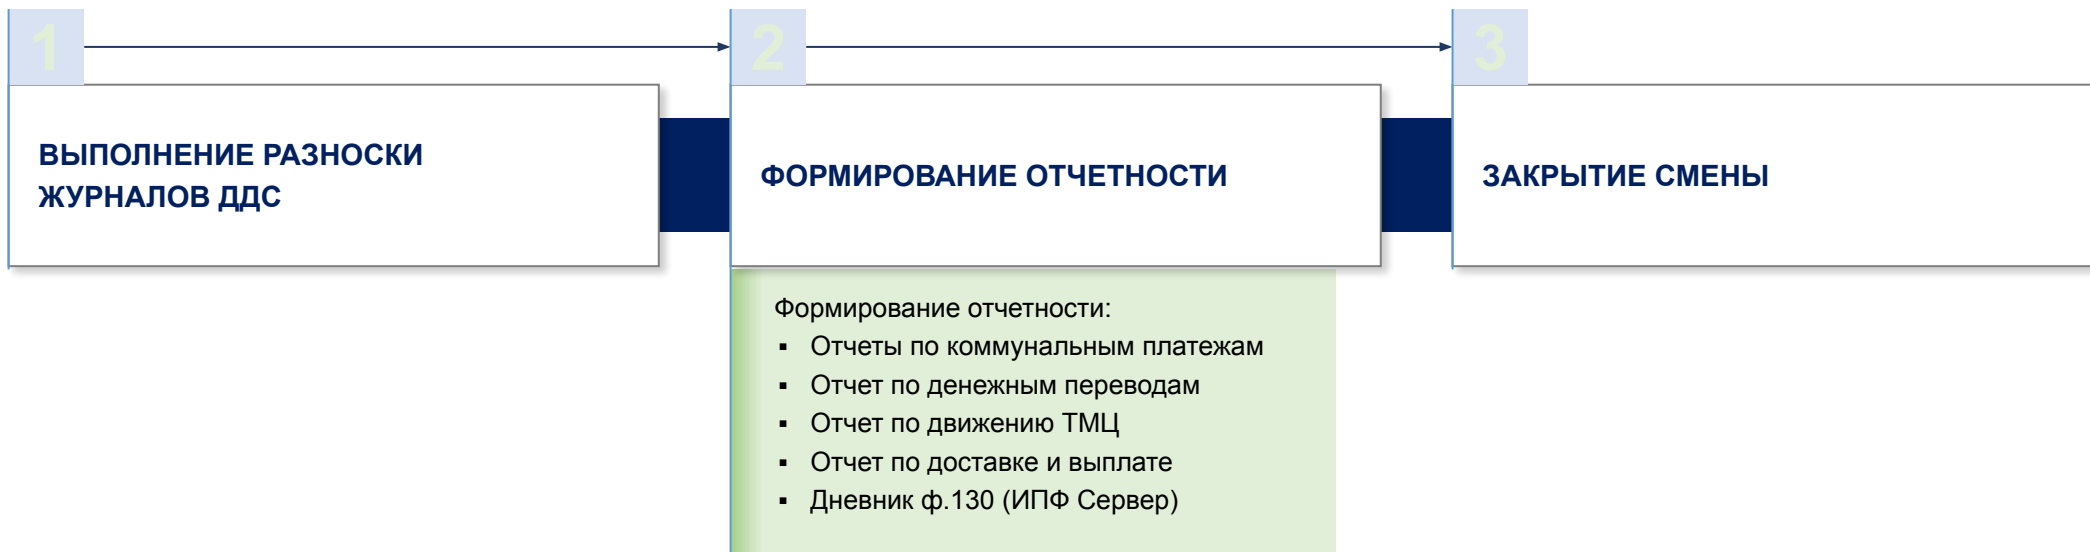 1
2
3
ВЫПОЛНЕНИЕ РАЗНОСКИ
ЖУРНАЛОВ ДДС
ФОРМИРОВАНИЕ ОТЧЕТНОСТИ
ЗАКРЫТИЕ СМЕНЫ
Формирование отчетности:
▪ Отчеты по коммунальным платежам
▪ Отчет по денежным переводам
▪ Отчет по движению ТМЦ
▪ Отчет по доставке и выплате
▪ Дневник ф.130 (ИПФ Сервер)